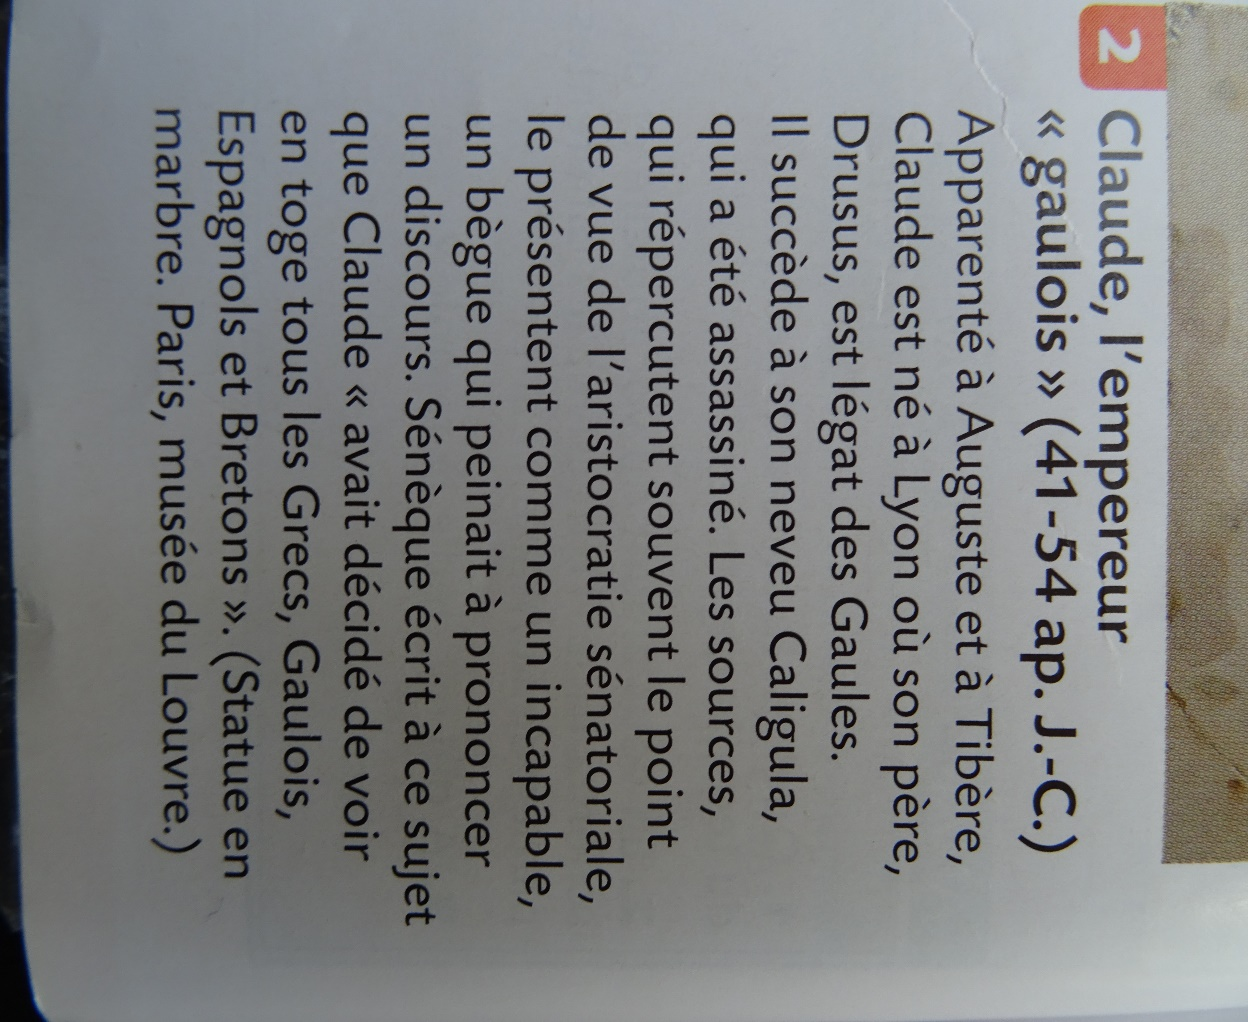 2 Claude, l'empereur
« gaulois » (41-54 ap. J.-C.)
Apparenté à Auguste et à Tibère,
Claude est né à Lyon où son père,
Drusus, est légat des Gaules.
Il succède à son neveu Caligula,
qui a été assassiné. Les sources,
qui répercutent souvent le point
de vue de l'aristocratie sénatoriale,
le présentent comme un incapable,
un bègue qui peinait à prononcer
un discours. Sénèque écrit à ce sujet
que Claude « avait décidé de voir
en toge tous les Grecs, Gaulois,
Espagnols et Bretons ». (Statue en
marbre. Paris, musée du Louvre.)